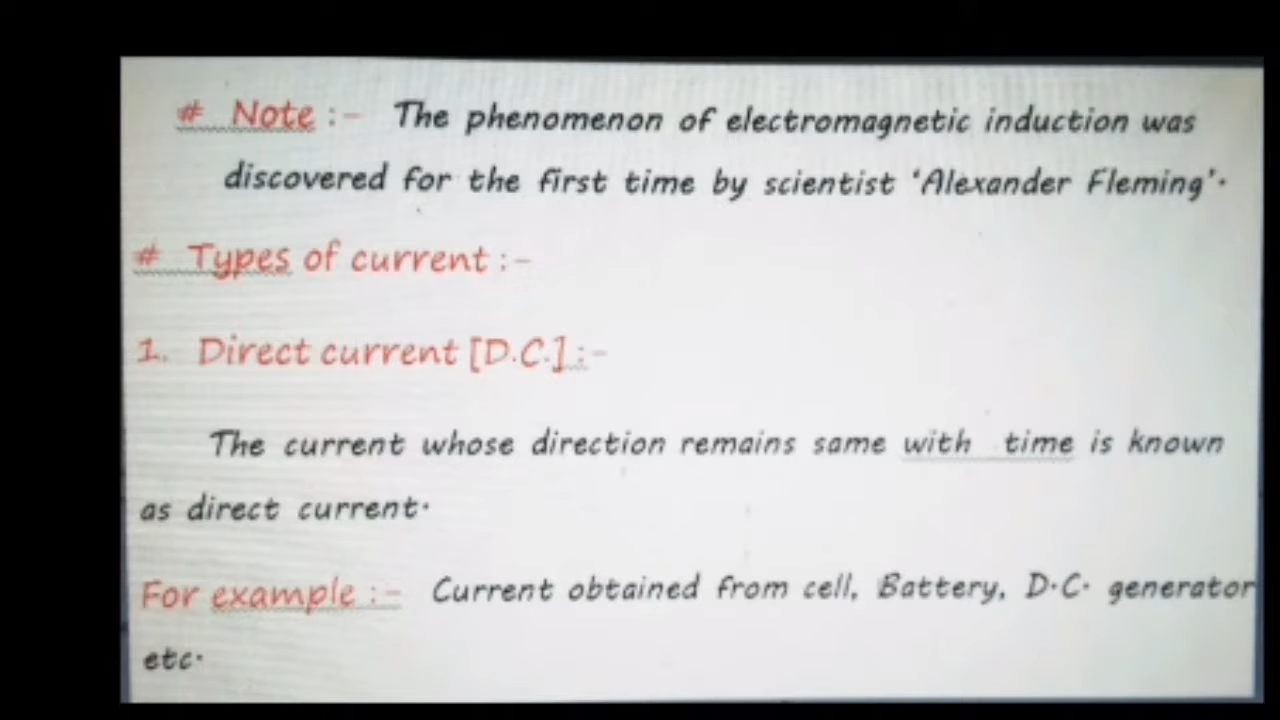 # Note :- The phenomenon of electromagnetic induction was
discovered for the first time by scientist ‘Alexander Fleming’.
# Types of current :-
1. Direct current [D.C.] :-
The current whose direction remains same with time is known
as direct current.
For example :- Current obtained from cell, Battery, D.C. generator
etc.